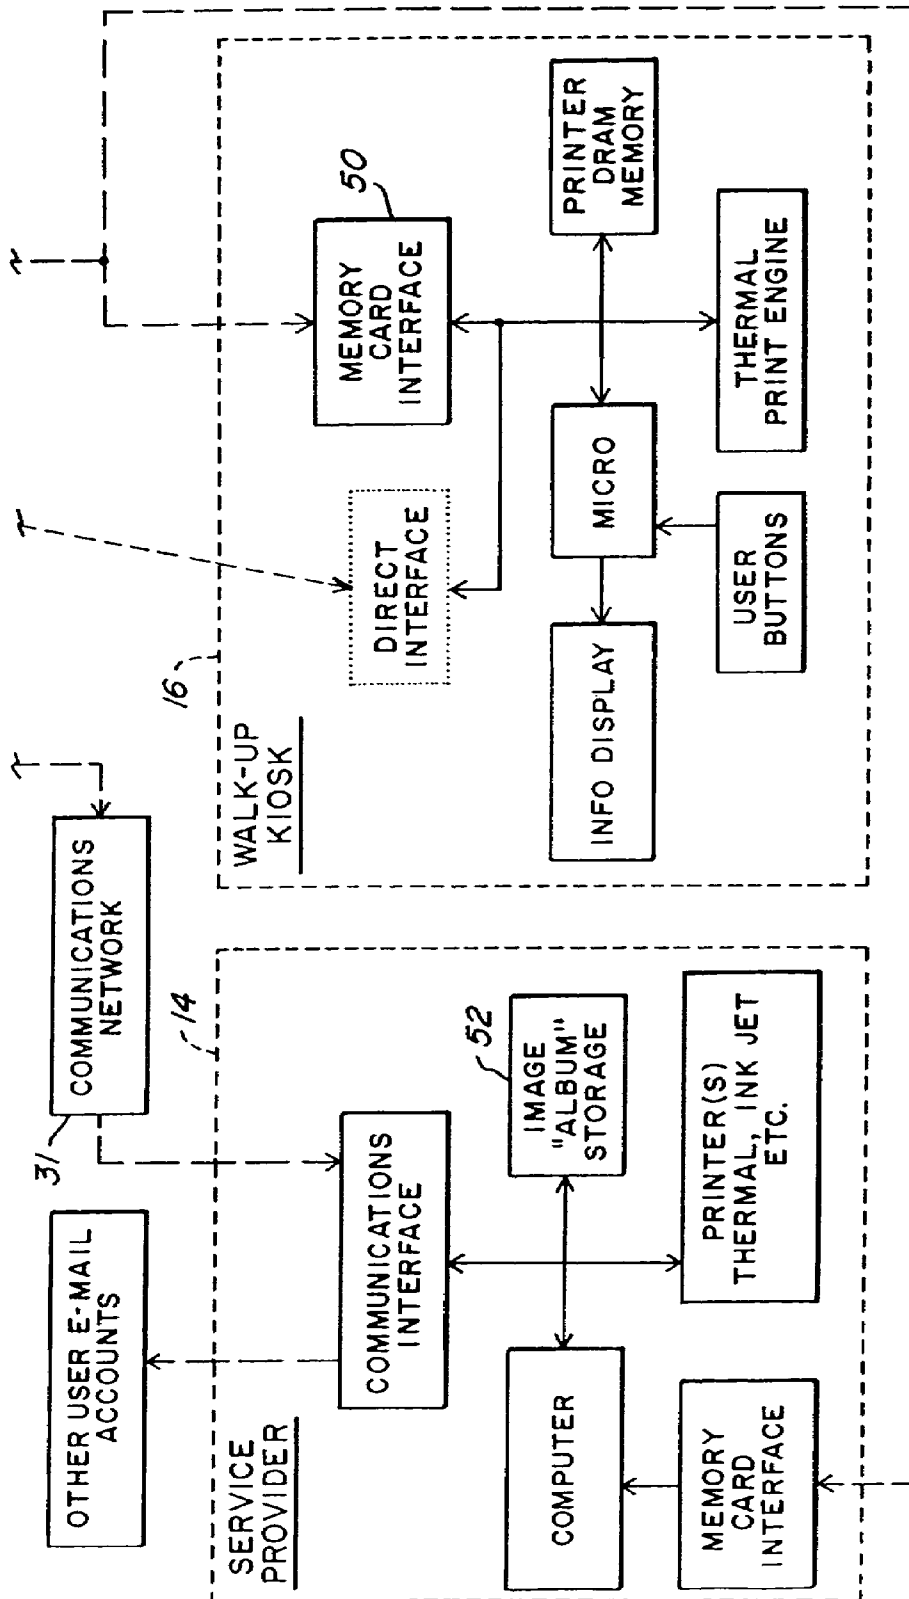 OTHER USER E-MAIL
ACCOUNTS
31
COMMUNICATIONS
NETWORK
14
SERVICE
PROVIDER
COMMUNICATIONS
INTERFACE
COMPUTER
IMAGE
"ALBUM"
STORAGE
52
MEMORY
CARD
INTERFACE
PRINTER(S)
THERMAL, INK JET
ETC.
16
WALK-UP
KIOSK
DIRECT
INTERFACE
MEMORY
CARD
INTERFACE
50
INFO DISPLAY
MICRO
PRINTER
DRAM
MEMORY
USER
BUTTONS
THERMAL
PRINT ENGINE